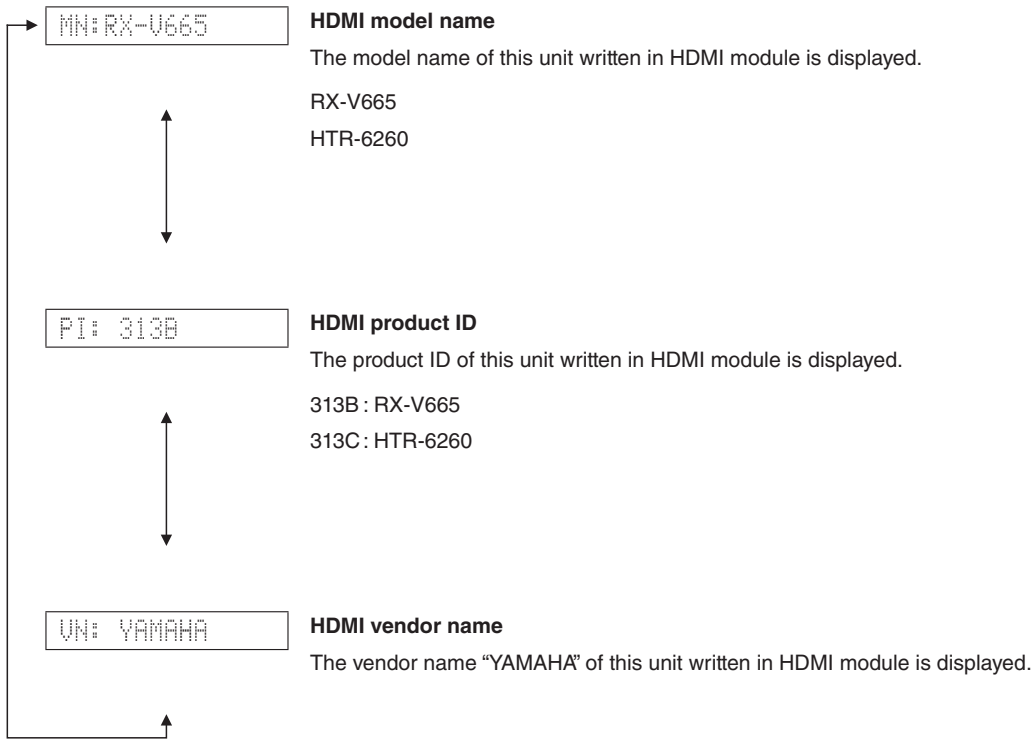 MN:RX-V665
HDMI model name
The model name of this unit written in HDMI module is displayed.
RX-V665
HTR-6260
PI: 313B
HDMI product ID
The product ID of this unit written in HDMI module is displayed.
313B : RX-V665
313C : HTR-6260
VN: YAMAHA
HDMI vendor name
The vendor name “YAMAHA” of this unit written in HDMI module is displayed.